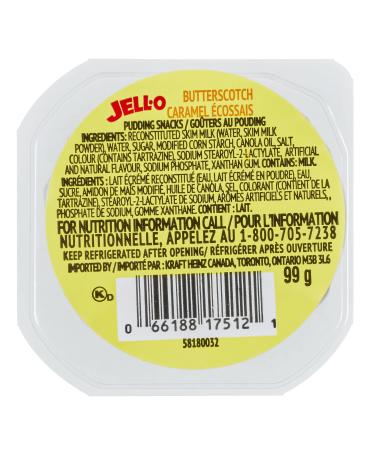 JELL-O
BUTTERSCOTCH
CARAMEL ÉCOSSAIS
PUDDING SNACKS / GOÛTERS AU POUDING
INGREDIENTS: RECONSTITUTED SKIM MILK (WATER, SKIM MILK
POWDER), WATER, SUGAR, MODIFIED CORN STARCH, CANOLA OIL, SALT,
COLOUR (CONTAINS TARTRAZINE), SODIUM STEAROYL-2-LACTYLATE, ARTIFICIAL
AND NATURAL FLAVOUR, SODIUM PHOSPHATE, XANTHAN GUM. CONTAINS: MILK.
INGRÉDIENTS : LAIT ÉCRÉMÉ RECONSTITUÉ (EAU, LAIT ÉCRÉMÉ EN POUDRE), EAU,
SUCRE, AMIDON DE MAÏS MODIFIÉ, HUILE DE CANOLA, SEL, COLORANT (CONTIENT DE LA
TARTRAZINE), STÉAROYL-2-LACTYLATE DE SODIUM, ARÔMES ARTIFICIELS ET NATURELS,,
PHOSPHATE DE SODIUM, GOMME XANTHANE. CONTIENT : LAIT.
FOR NUTRITION INFORMATION CALL / POUR L'INFORMATION
NUTRITIONNELLE, APPELEZ AU 1-800-705-7238
KEEP REFRIGERATED AFTER OPENING/ RÉFRIGÉRER APRÈS OUVERTURE
IMPORTED BY / IMPORTÉ PAR : KRAFT HEINZ CANADA, TORONTO, ONTARIO M5B 3L6
99 g
K D
0 66188 17512 1
58180032